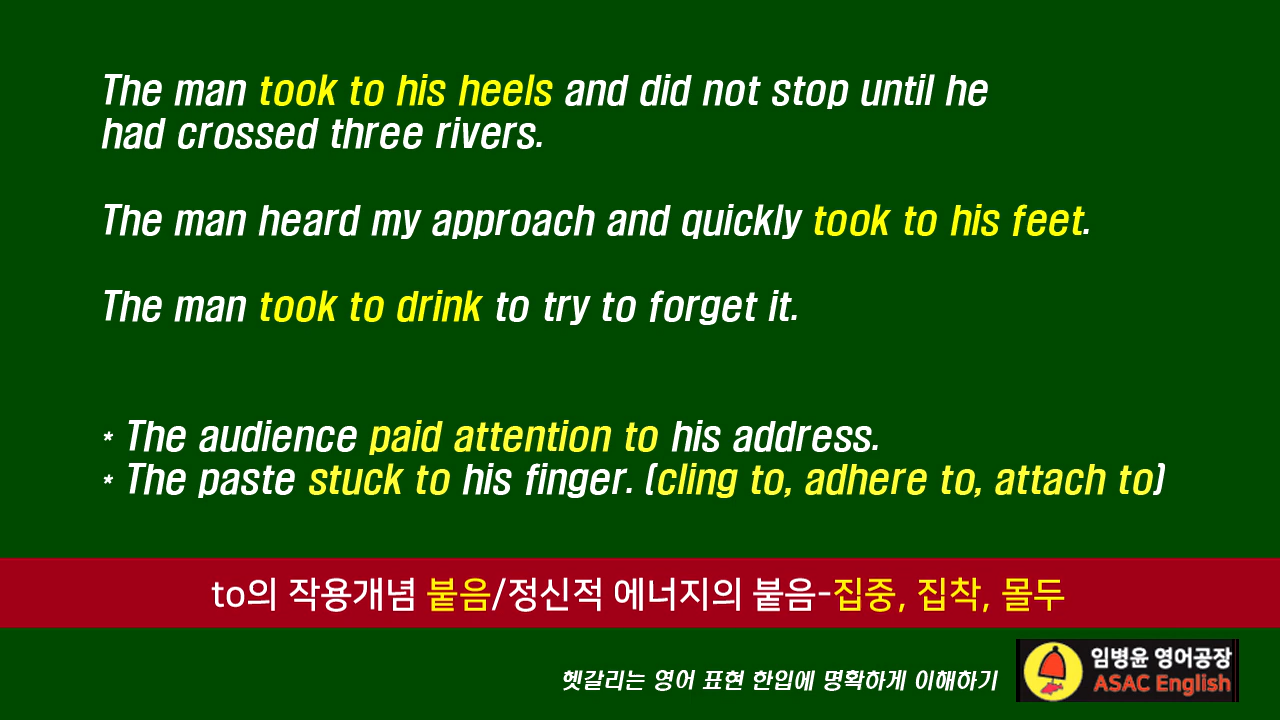 The man took to his heels and did not stop until he
had crossed three rivers.
The man heard my approach and quickly took to his feet.
The man took to drink to try to forget it.
* The audience paid attention to his address.
* The paste stuck to his finger. (cling to, adhere to, attach to)
to의 작용개념 붙음/정신적 에너지의 붙음-집중, 집착, 몰두
헷갈리는 영어 표현 한입에 명확하게 이해하기
임병윤 영어공장
ASAC English